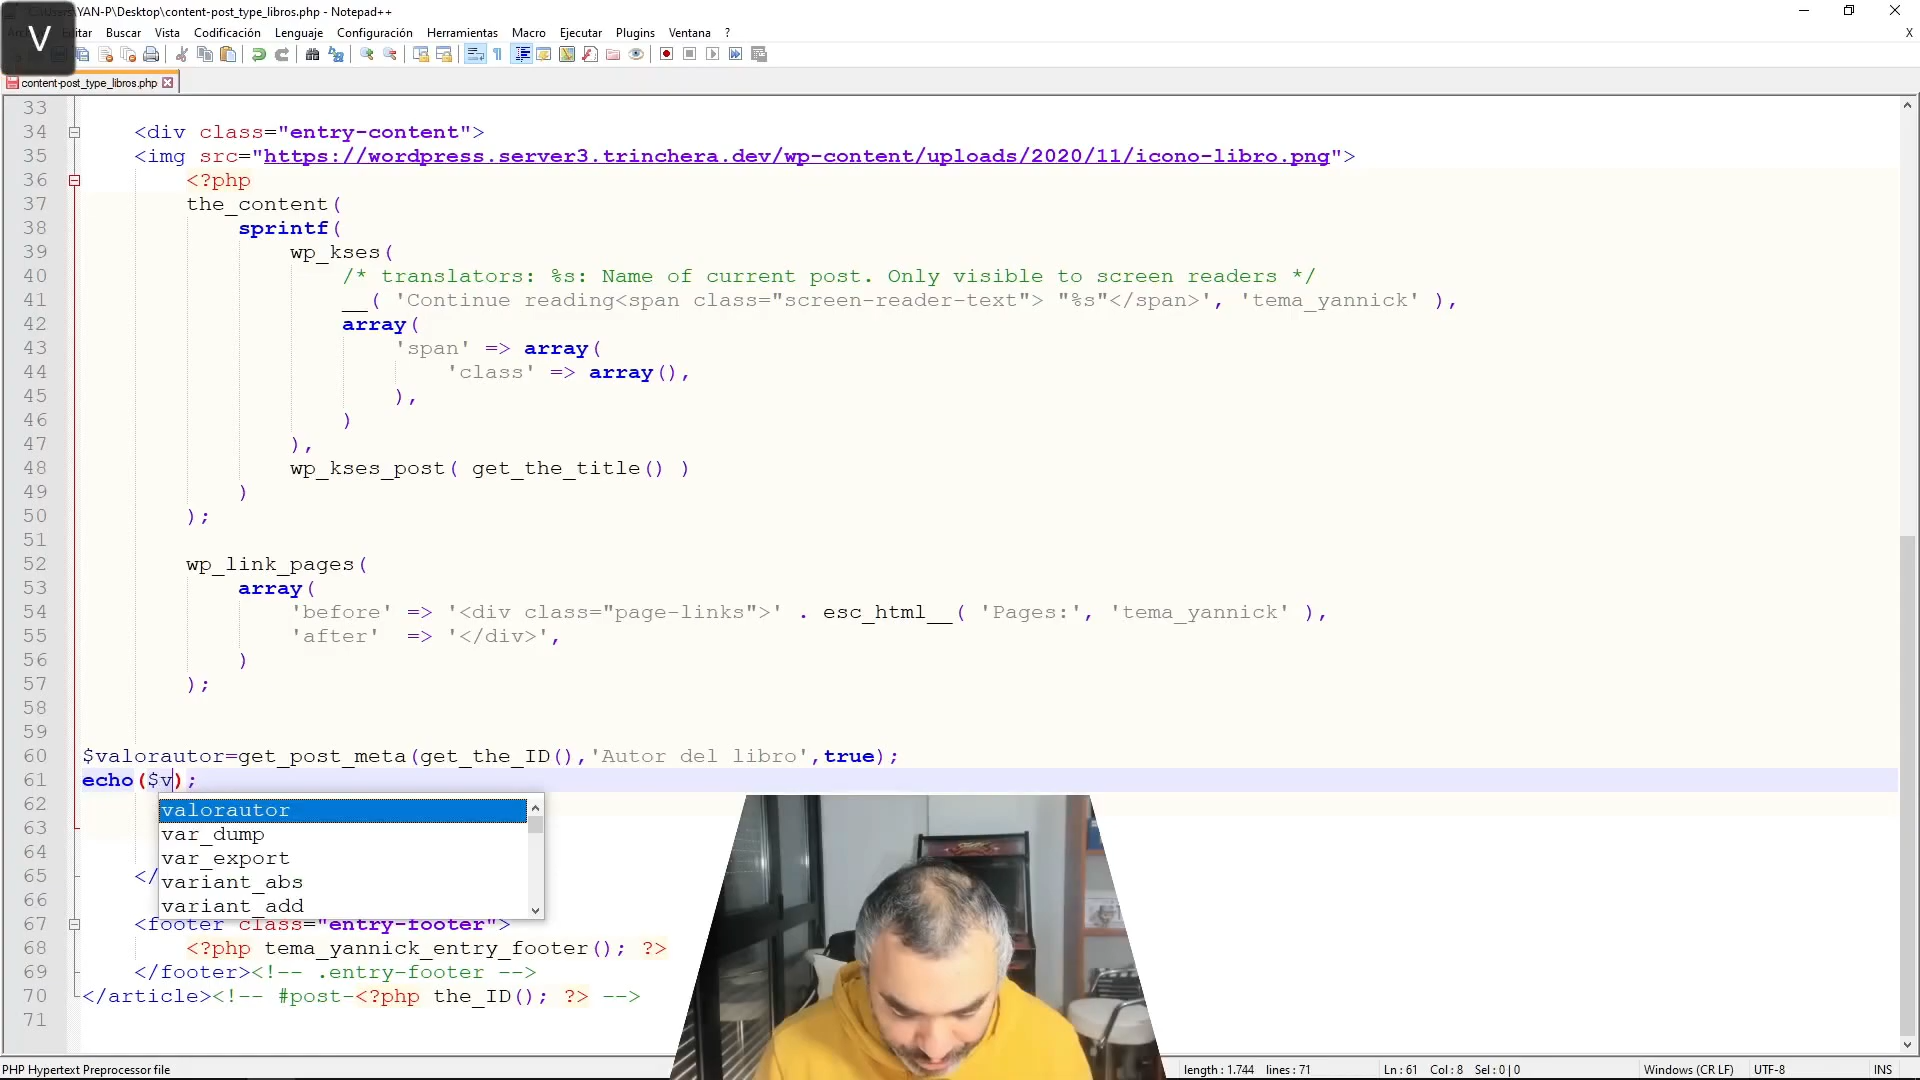 C:\Users\YAN-P\Desktop\content-post_type_libros.php - Notepad++
V
Editar Buscar Vista Codificación Lenguaje Configuración Herramientas Macro Ejecutar Plugins Ventana ? X
content-post_type_libros.php
33
34 <div class="entry-content">
35 <img src="https://wordpress.server3.trinchera.dev/wp-content/uploads/2020/11/icono-libro.png">
36 <?php
37 the_content(
38 sprintf(
39 wp_kses(
40 /* translators: %s: Name of current post. Only visible to screen readers */
41 __( 'Continue reading<span class="screen-reader-text"> "%s"</span>', 'tema_yannick' ),
42 array(
43 'span' => array(
44 'class' => array(),
45 ),
46 )
47 ),
48 wp_kses_post( get_the_title() )
49 )
50 );
51
52 wp_link_pages(
53 array(
54 'before' => '<div class="page-links">' . esc_html__( 'Pages:', 'tema_yannick' ),
55 'after' => '</div>',
56 )
57 );
58
59
60 $valorautor=get_post_meta(get_the_ID(),'Autor del libro',true);
61 echo($v);
62 valorautor
63 var_dump
64 var_export
65 </ variant_abs
66 variant_add
67 <footer class="entry-footer">
68 <?php tema_yannick_entry_footer(); ?>
69 </footer><!-- .entry-footer -->
70 </article><!-- #post-<?php the_ID(); ?> -->
71
PHP Hypertext Preprocessor file length : 1.744 lines : 71 Ln : 61 Col : 8 Sel : 0 | 0 Windows (CR LF) UTF-8 INS